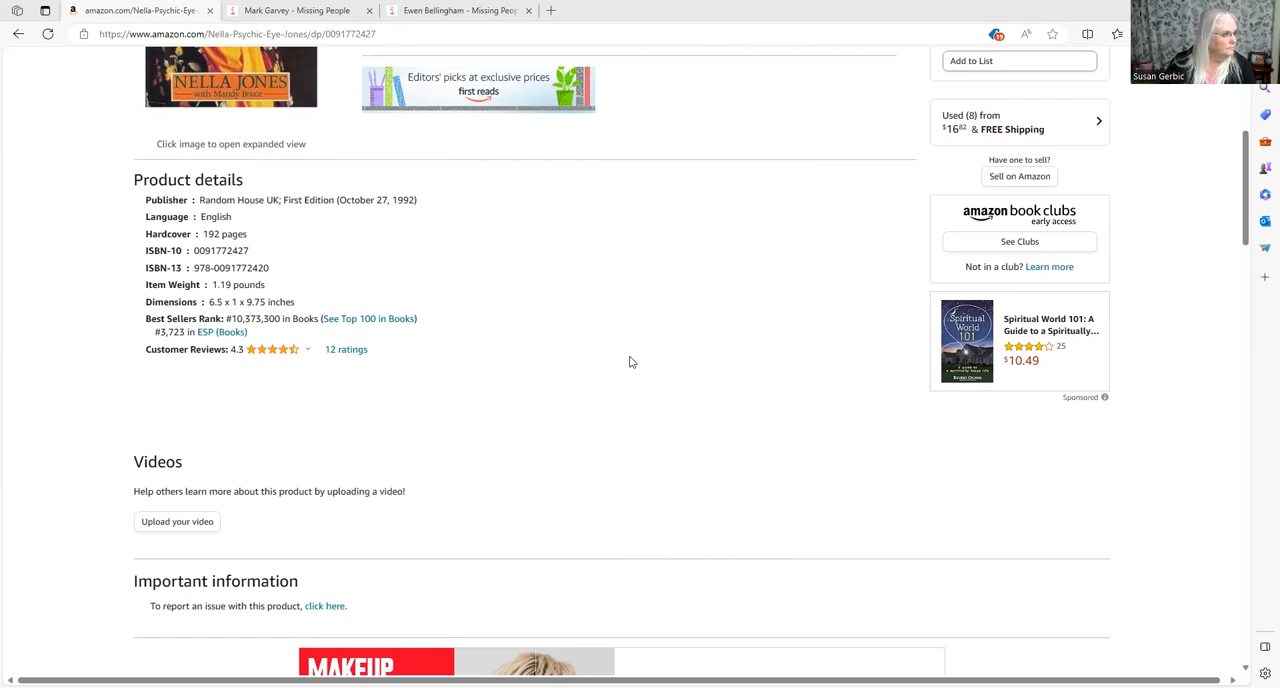 amazon.com/Nella-Psychic-Eye-
Mark Garvey - Missing People
Ewen Bellingham - Missing Peop
https://www.amazon.com/Nella-Psychic-Eye-Jones/dp/0091772427
19
Susan Gerbic
NELLA JONES
with Mandy Bruce
Editors' picks at exclusive prices
first reads
Add to List
Click image to open expanded view
Used (8) from
$16⁸² & FREE Shipping
Have one to sell?
Sell on Amazon
Product details
Publisher : Random House UK; First Edition (October 27, 1992)
Language : English
Hardcover : 192 pages
ISBN-10 : 0091772427
ISBN-13 : 978-0091772420
Item Weight : 1.19 pounds
Dimensions : 6.5 x 1 x 9.75 inches
Best Sellers Rank: #10,373,300 in Books (See Top 100 in Books)
#3,723 in ESP (Books)
Customer Reviews: 4.3 12 ratings
amazon book clubs
early access
See Clubs
Not in a club? Learn more
Spiritual World 101
Spiritual World 101: A
Guide to a Spiritually...
25
$10.49
Sponsored
Videos
Help others learn more about this product by uploading a video!
Upload your video
Important information
To report an issue with this product, click here.
MAKEUP